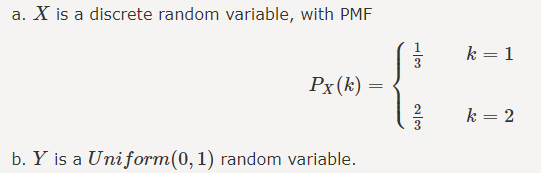 a. X is a discrete random variable, with PMF
1/3 k = 1
P_X(k) = {
2/3 k = 2
b. Y is a Uniform(0, 1) random variable.